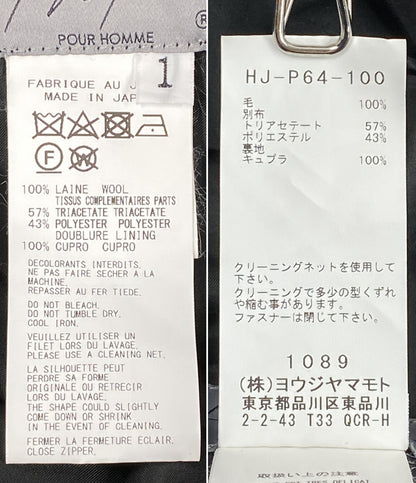 ®
POUR HOMME
1
FABRIQUE AU J
MADE IN JAP
F W
100% LAINE WOOL
TISSUS COMPLEMENTAIRES PARTS
57% TRIACETATE TRIACETATE
43% POLYESTER POLYESTER
DOUBLURE LINING
100% CUPRO CUPRO
DECOLORANTS INTERDITS.
NE PAS FAIRE SECHER A LA
MACHINE.
REPASSER AU FER TIEDE.
DO NOT BLEACH.
DO NOT TUMBLE DRY.
COOL IRON.
VEUILLEZ UTILISER UN
FILET LORS DU LAVAGE.
PLEASE USE A CLEANING NET.
LA SILHOUETTE PEUT
PERDRE SA FORME
ORIGINALE OU RETRECIR
LORS DU LAVAGE.
THE SHAPE COULD SLIGHTLY
COME DOWN OR SHRINK
IN THE EVENT OF CLEANING.
FERMER LA FERMETURE ECLAIR.
CLOSE ZIPPER.
HJ-P64-100
毛 100%
別布
トリアセテート 57%
ポリエステル 43%
裏地
キュプラ 100%
クリーニングネットを使用して
下さい。
クリーニングで多少の型くずれ
や縮む事があります。
ファスナーは閉じて下さい。
1089
(株)ヨウジヤマモト
東京都品川区東品川
2-2-43 T33 QCR-H
取扱い上の注意